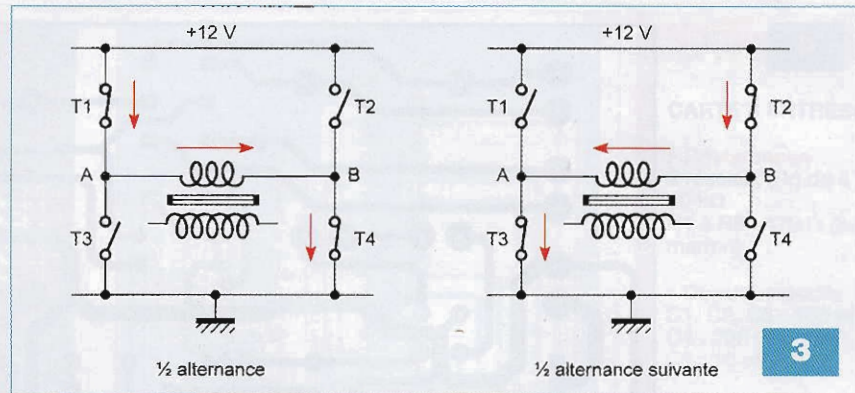 +12 V
T1
T2
A
B
T3
T4
½ alternance
+12 V
T1
T2
A
B
T3
T4
½ alternance suivante
3